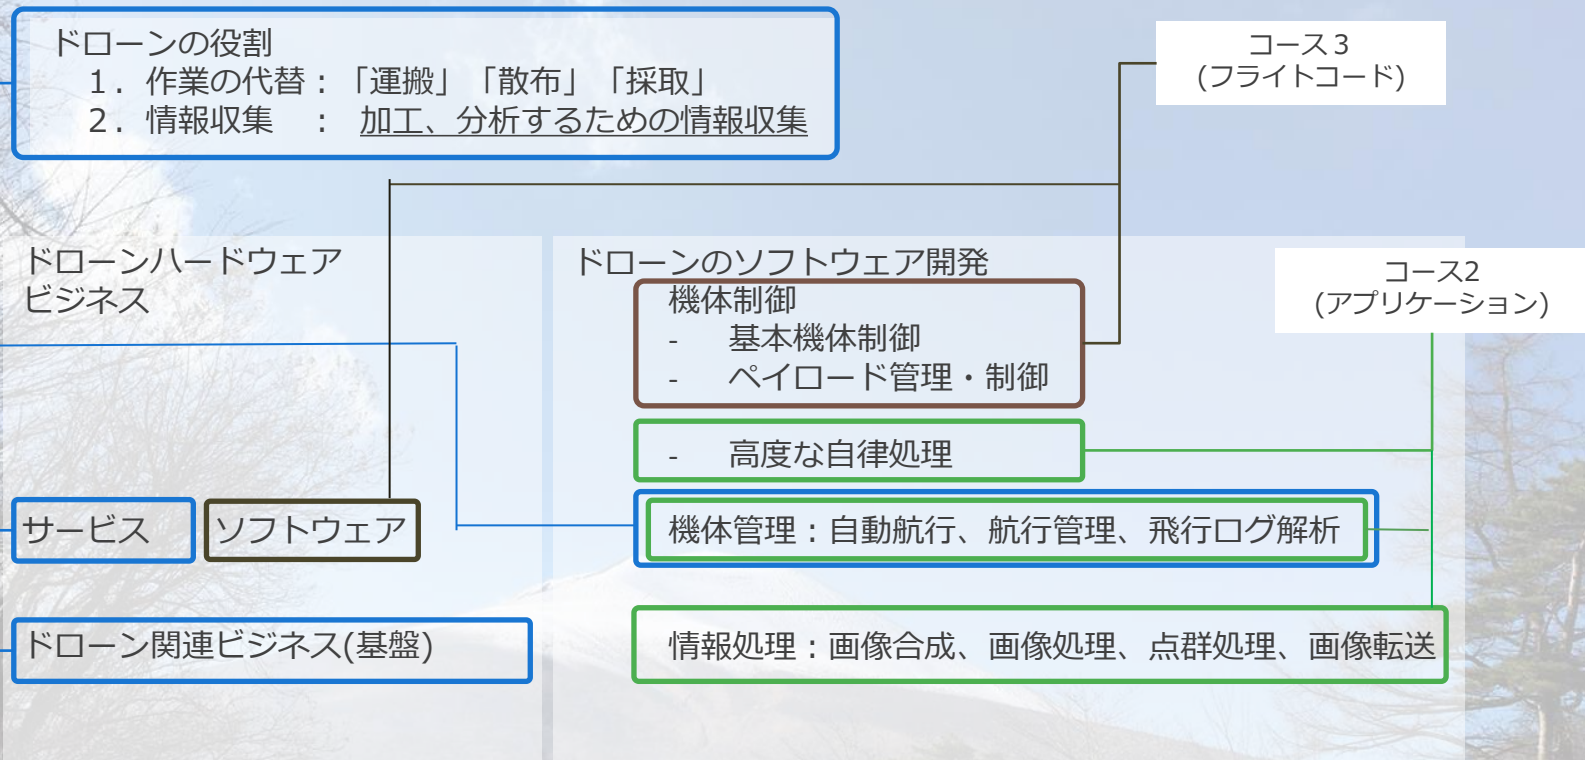 ドローンの役割
1．作業の代替：「運搬」「散布」「採取」
2．情報収集　：　加工、分析するための情報収集
コース３
(フライトコード)
ドローンハードウェア
ビジネス
ドローンのソフトウェア開発
機体制御
-　基本機体制御
-　ペイロード管理・制御
コース2
(アプリケーション)
-　高度な自律処理
サービス
ソフトウェア
機体管理：自動航行、航行管理、飛行ログ解析
ドローン関連ビジネス(基盤)
情報処理：画像合成、画像処理、点群処理、画像転送